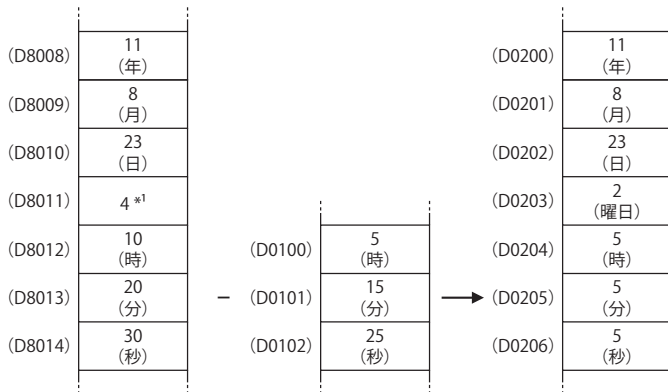 (D8008) 11 (年)
(D8009) 8 (月)
(D8010) 23 (日)
(D8011) 4 *1
(D8012) 10 (時)
(D8013) 20 (分)
(D8014) 30 (秒)
－
(D0100) 5 (時)
(D0101) 15 (分)
(D0102) 25 (秒)
(D0200) 11 (年)
(D0201) 8 (月)
(D0202) 23 (日)
(D0203) 2 (曜日)
(D0204) 5 (時)
(D0205) 5 (分)
(D0206) 5 (秒)